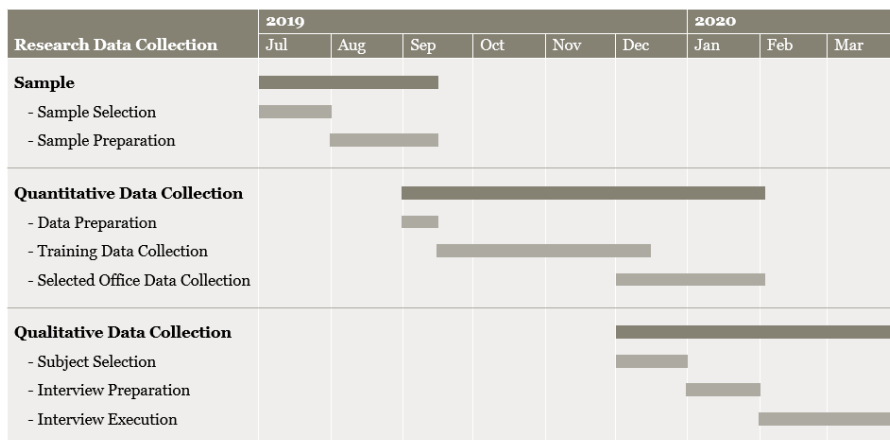 2019 2020
Research Data Collection Jul Aug Sep Oct Nov Dec Jan Feb Mar
Sample
- Sample Selection
- Sample Preparation
Quantitative Data Collection
- Data Preparation
- Training Data Collection
- Selected Office Data Collection
Qualitative Data Collection
- Subject Selection
- Interview Preparation
- Interview Execution